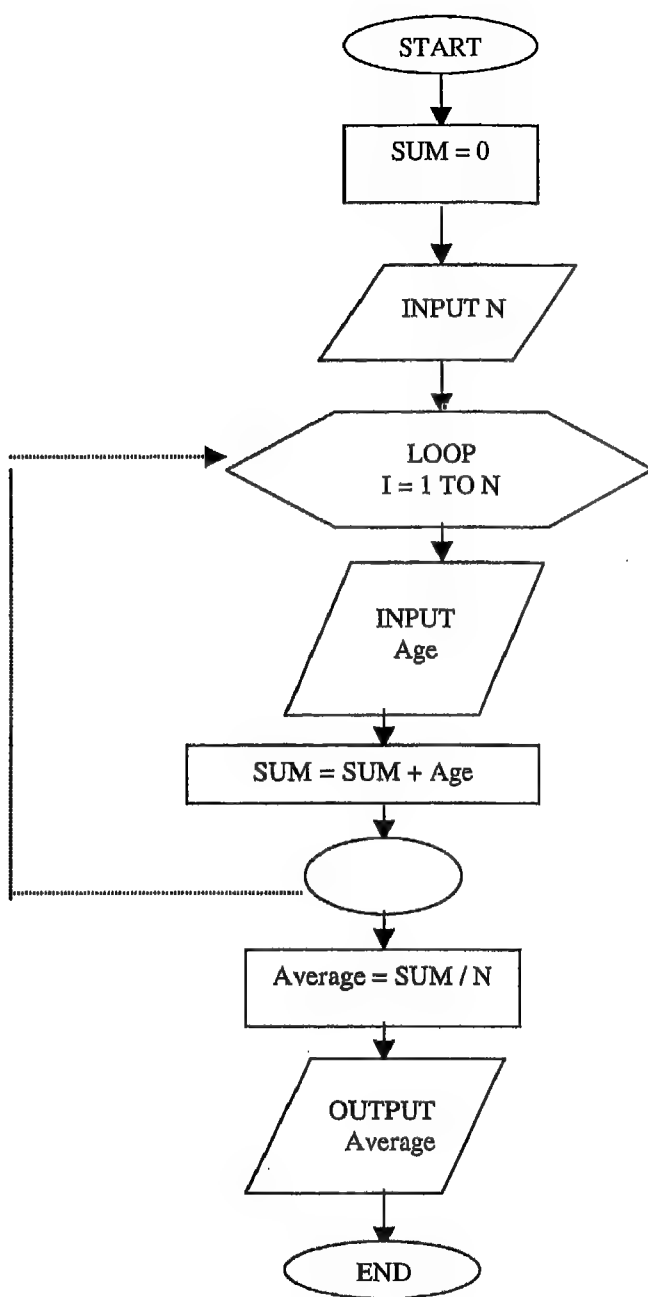 START
SUM = 0
INPUT N
LOOP
I = 1 TO N
INPUT
Age
SUM = SUM + Age
Average = SUM / N
OUTPUT
Average
END